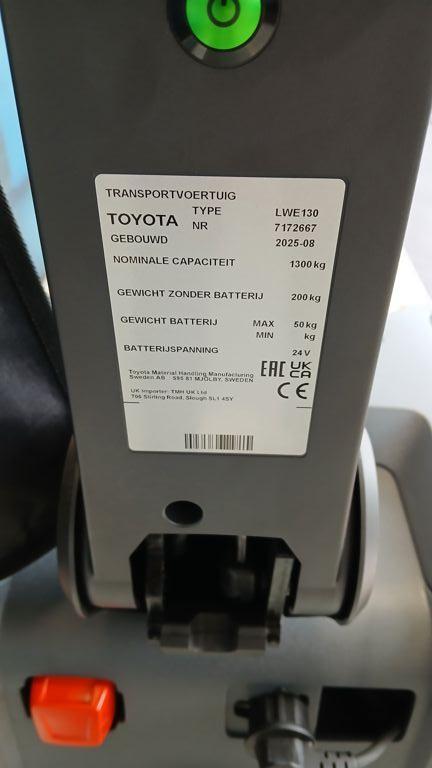 TRANSPORTVOERTUIG
TOYOTA TYPE LWE130
NR 7172667
GEBOUWD 2025-08
NOMINALE CAPACITEIT 1300 kg
GEWICHT ZONDER BATTERIJ 200 kg
GEWICHT BATTERIJ MAX 50 kg
MIN kg
BATTERIJSPANNING 24 V
Toyota Material Handling Manufacturing
Sweden AB 595 81 MJÖLBY, SWEDEN
EAC UK CA
CE
UK Importer: TMH UK Ltd
706 Stirling Road, Slough SL1 4SY